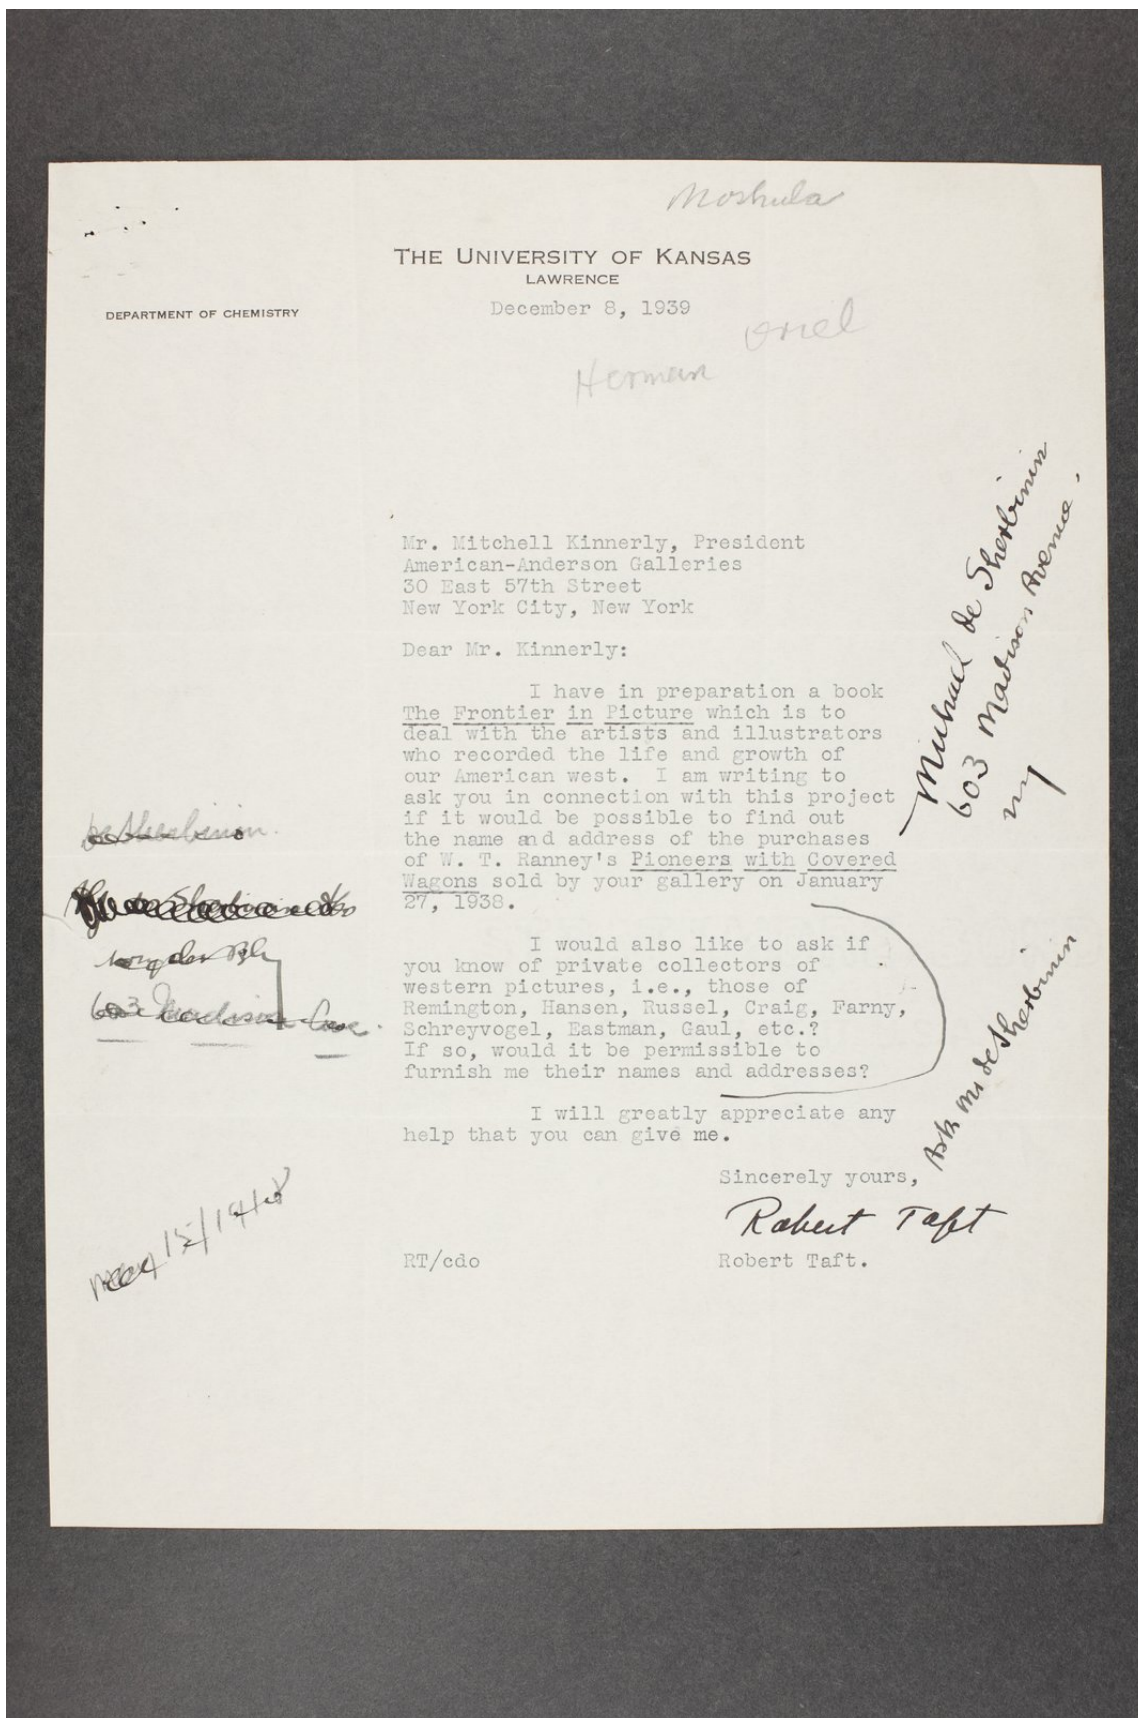 Moshula
THE UNIVERSITY OF KANSAS
LAWRENCE
DEPARTMENT OF CHEMISTRY
December 8, 1939
Oriel
Herman
Mr. Mitchell Kinnerly, President
American-Anderson Galleries
30 East 57th Street
New York City, New York
Dear Mr. Kinnerly:
I have in preparation a book
The Frontier in Picture which is to
deal with the artists and illustrators
who recorded the life and growth of
our American west. I am writing to
ask you in connection with this project
if it would be possible to find out
the name and address of the purchases
of W. T. Ranney's Pioneers with Covered
Wagons sold by your gallery on January
27, 1938.
I would also like to ask if
you know of private collectors of
western pictures, i.e., those of
Remington, Hansen, Russel, Craig, Farny,
Schreyvogel, Eastman, Gaul, etc.?
If so, would it be permissible to
furnish me their names and addresses?
I will greatly appreciate any
help that you can give me.
Sincerely yours,
Robert Taft
RT/cdo
Robert Taft.
Michael de Sherbinin
603 Madison Avenue.
NY
Ask Mr de Sherbinin
de Sherbinin.
603 Madison Ave.